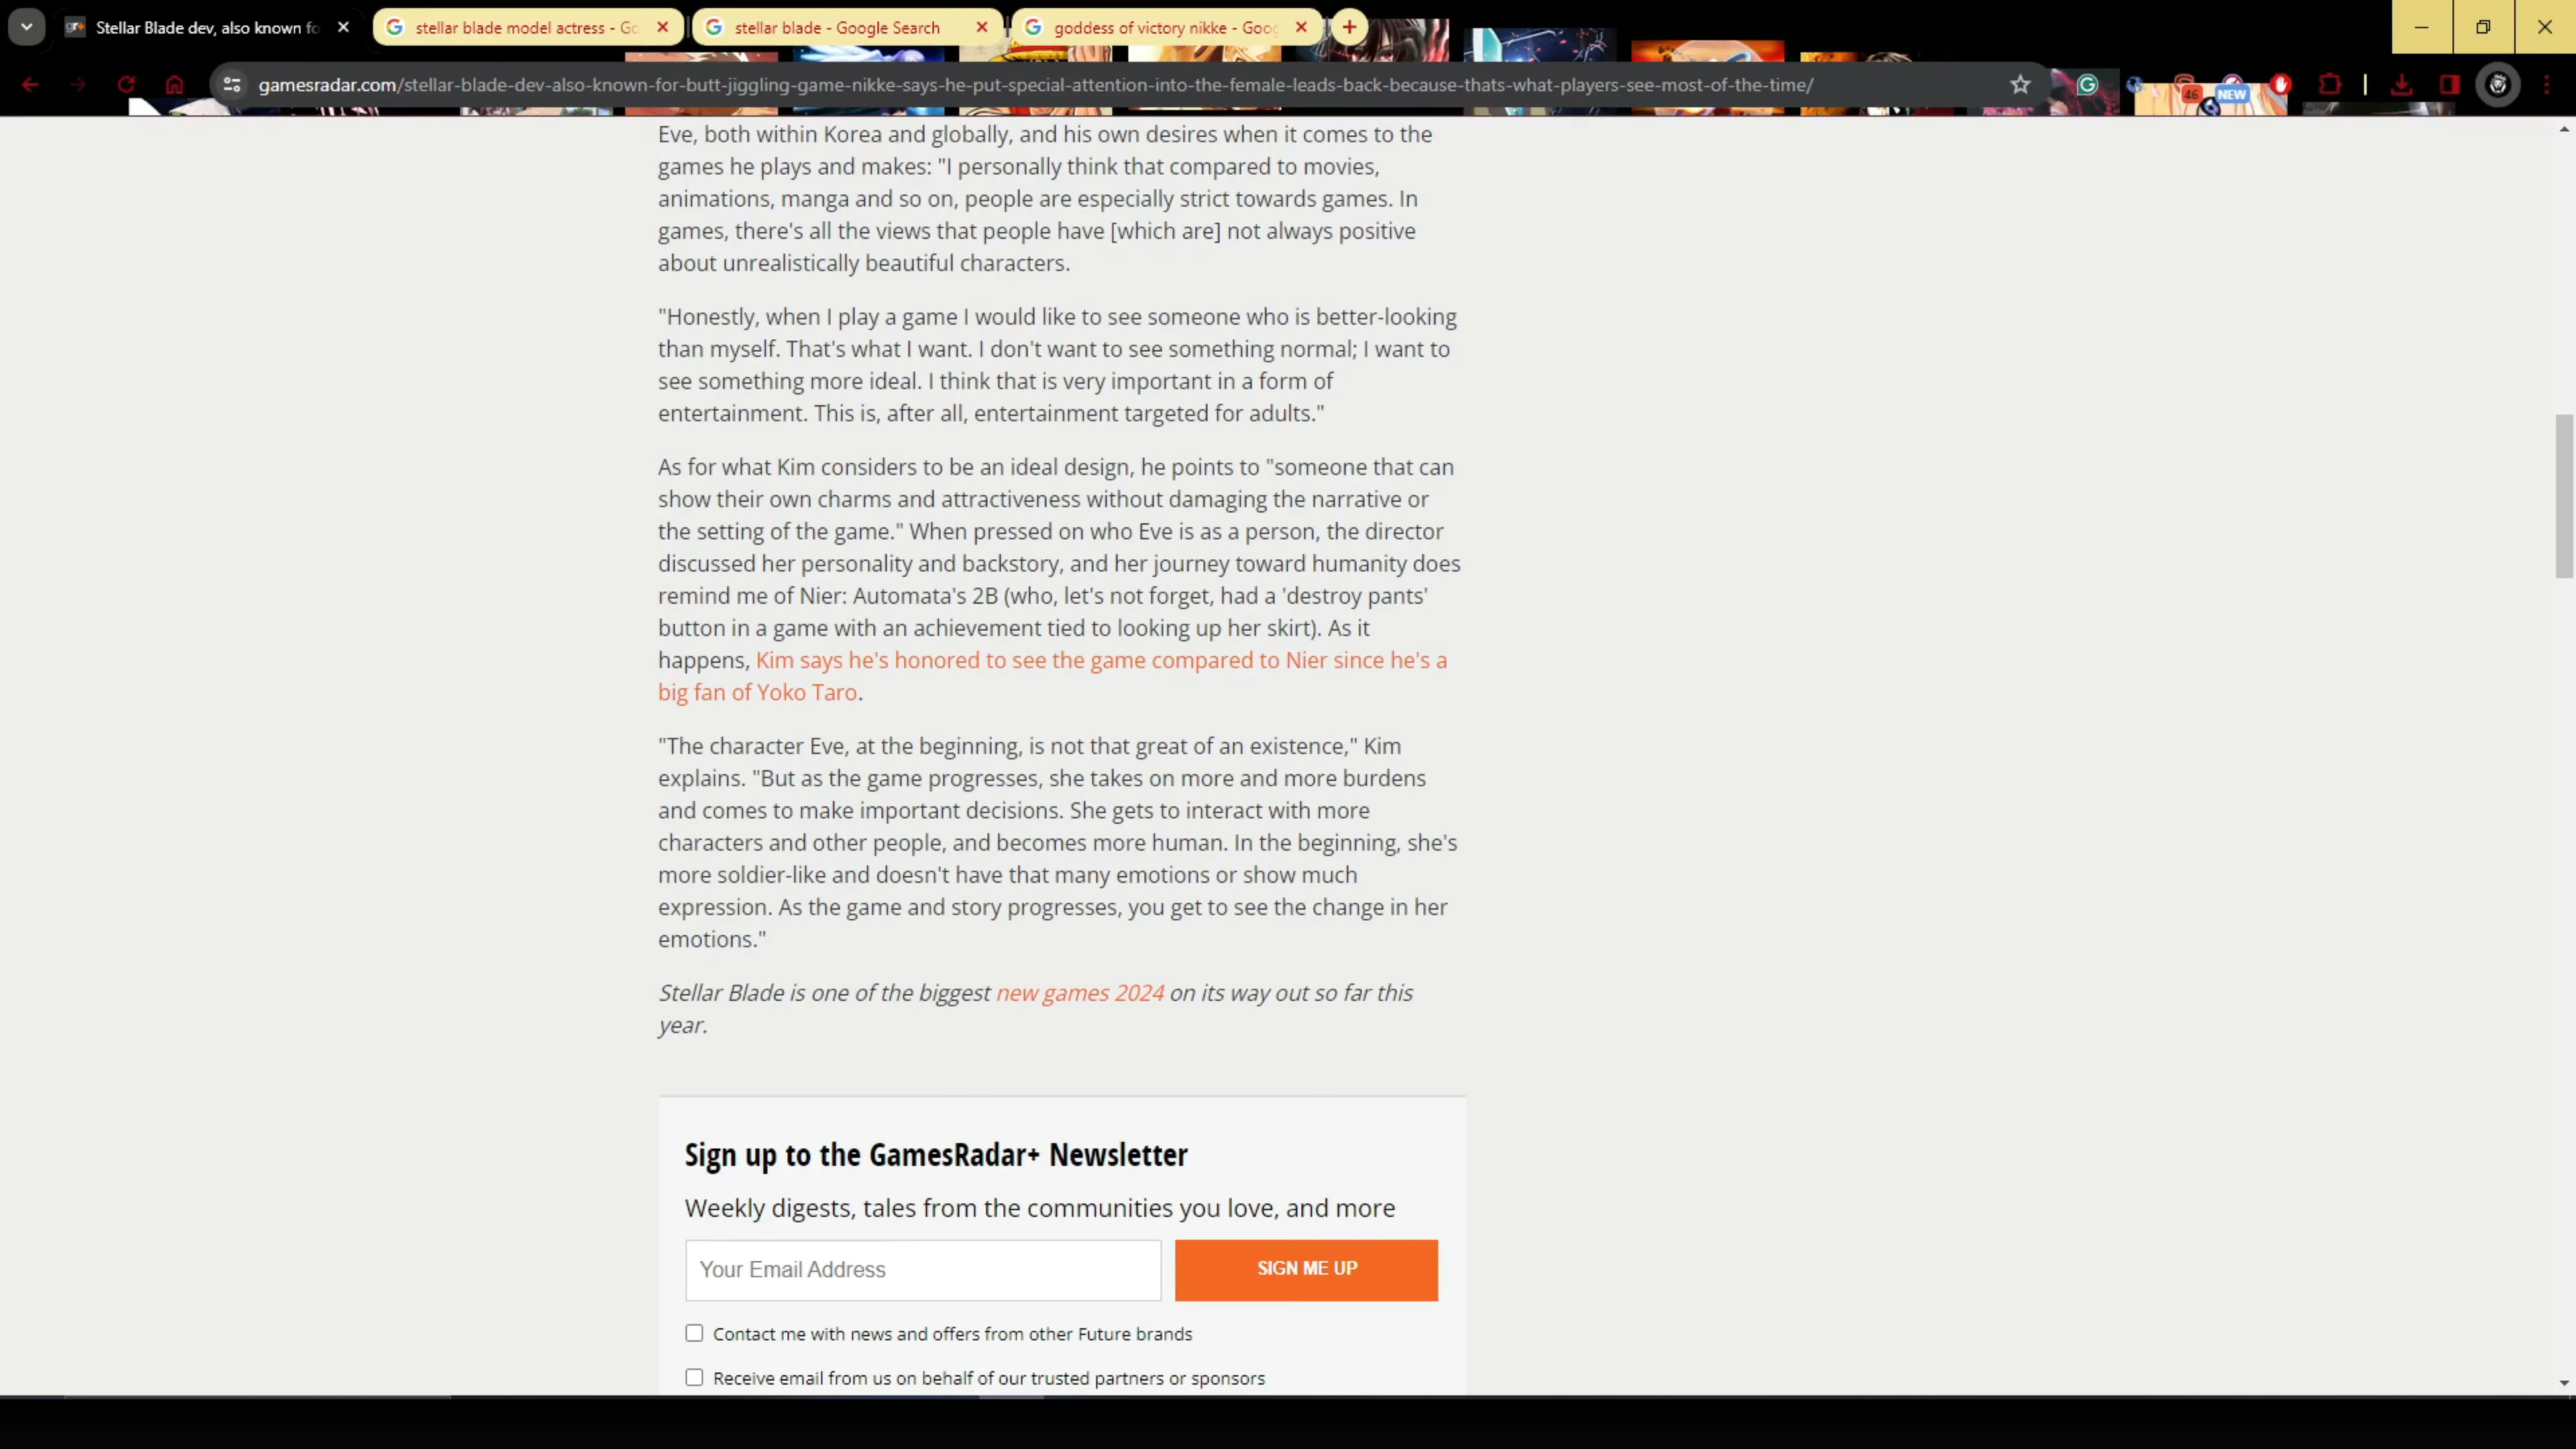 Stellar Blade dev, also known fo
stellar blade model actress - Go
stellar blade - Google Search
goddess of victory nikke - Goog
gamesradar.com/stellar-blade-dev-also-known-for-butt-jiggling-game-nikke-says-he-put-special-attention-into-the-female-leads-back-because-thats-what-players-see-most-of-the-time/
46
NEW
Eve, both within Korea and globally, and his own desires when it comes to the
games he plays and makes: "I personally think that compared to movies,
animations, manga and so on, people are especially strict towards games. In
games, there's all the views that people have [which are] not always positive
about unrealistically beautiful characters.
"Honestly, when I play a game I would like to see someone who is better-looking
than myself. That's what I want. I don't want to see something normal; I want to
see something more ideal. I think that is very important in a form of
entertainment. This is, after all, entertainment targeted for adults."
As for what Kim considers to be an ideal design, he points to "someone that can
show their own charms and attractiveness without damaging the narrative or
the setting of the game." When pressed on who Eve is as a person, the director
discussed her personality and backstory, and her journey toward humanity does
remind me of Nier: Automata's 2B (who, let's not forget, had a 'destroy pants'
button in a game with an achievement tied to looking up her skirt). As it
happens, Kim says he's honored to see the game compared to Nier since he's a
big fan of Yoko Taro.
"The character Eve, at the beginning, is not that great of an existence," Kim
explains. "But as the game progresses, she takes on more and more burdens
and comes to make important decisions. She gets to interact with more
characters and other people, and becomes more human. In the beginning, she's
more soldier-like and doesn't have that many emotions or show much
expression. As the game and story progresses, you get to see the change in her
emotions."
Stellar Blade is one of the biggest new games 2024 on its way out so far this
year.
Sign up to the GamesRadar+ Newsletter
Weekly digests, tales from the communities you love, and more
Your Email Address
SIGN ME UP
Contact me with news and offers from other Future brands
Receive email from us on behalf of our trusted partners or sponsors